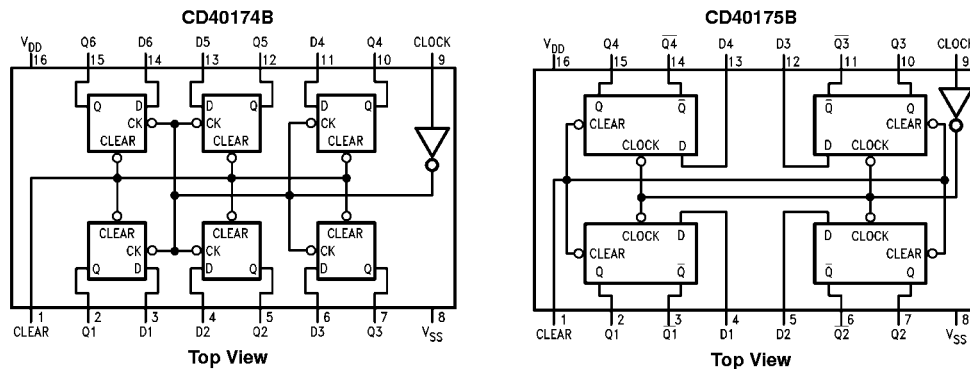 CD40174B
V_DD Q6 D6 D5 Q5 D4 Q4 CLOCK
16 15 14 13 12 11 10 9
Q D D Q D Q
CK CK CK
CLEAR CLEAR CLEAR
CLEAR CLEAR CLEAR
CK CK CK
Q D D Q D Q
1 2 3 4 5 6 7 8
CLEAR Q1 D1 D2 Q2 D3 Q3 V_SS
Top View
CD40175B
V_DD Q4 Q̅4̅ D4 D3 Q̅3̅ Q3 CLOCK
16 15 14 13 12 11 10 9
Q Q̅ Q̅ Q
CLEAR CLEAR
CLOCK CLOCK
D D
D D
CLOCK CLOCK
CLEAR CLEAR
Q Q̅ Q̅ Q
1 2 3 4 5 6 7 8
CLEAR Q1 Q̅1̅ D1 D2 Q̅2̅ Q2 V_SS
Top View